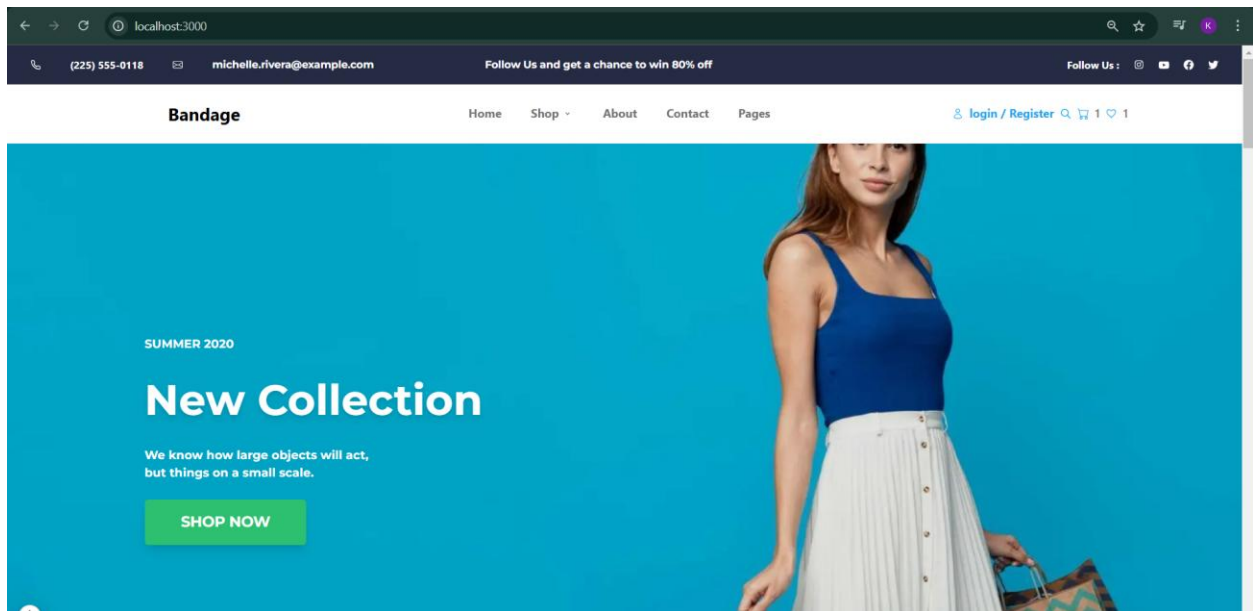 localhost:3000
K
(225) 555-0118 michelle.rivera@example.com Follow Us and get a chance to win 80% off Follow Us :
Bandage Home Shop About Contact Pages login / Register 1 1
SUMMER 2020
New Collection
We know how large objects will act,
but things on a small scale.
SHOP NOW